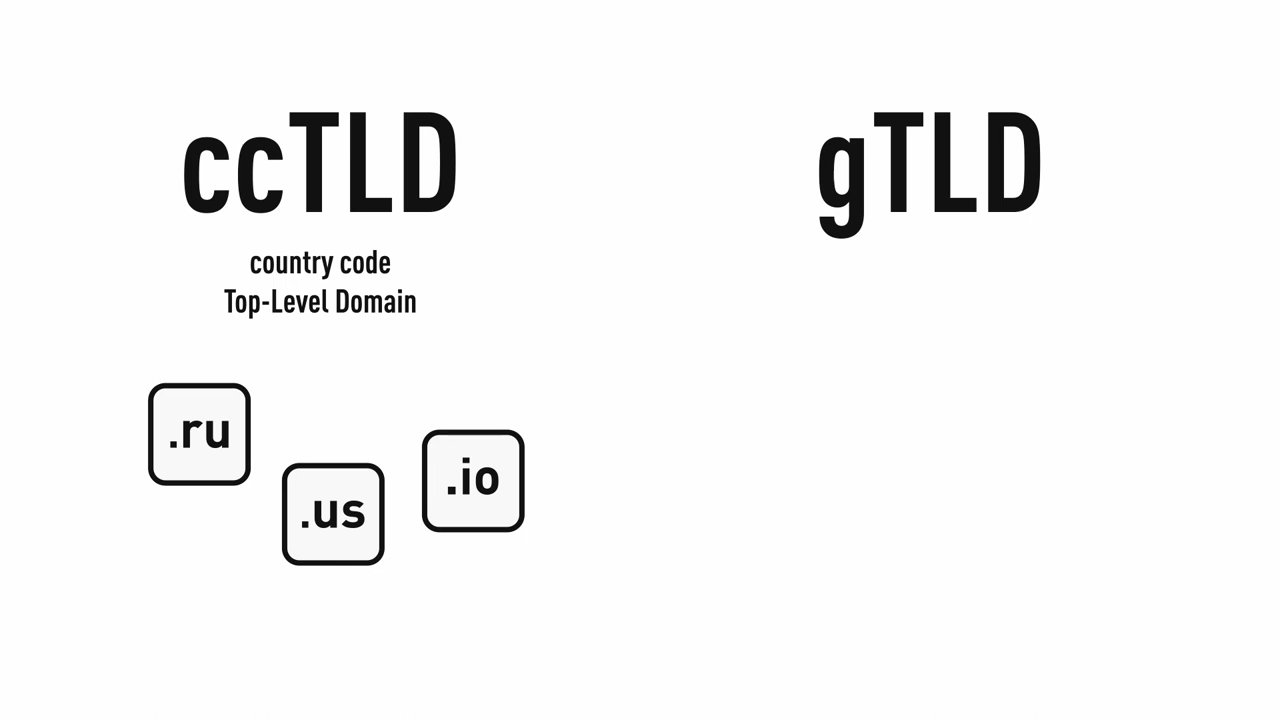 ccTLD
country code
Top-Level Domain
.ru
.us
.io
gTLD